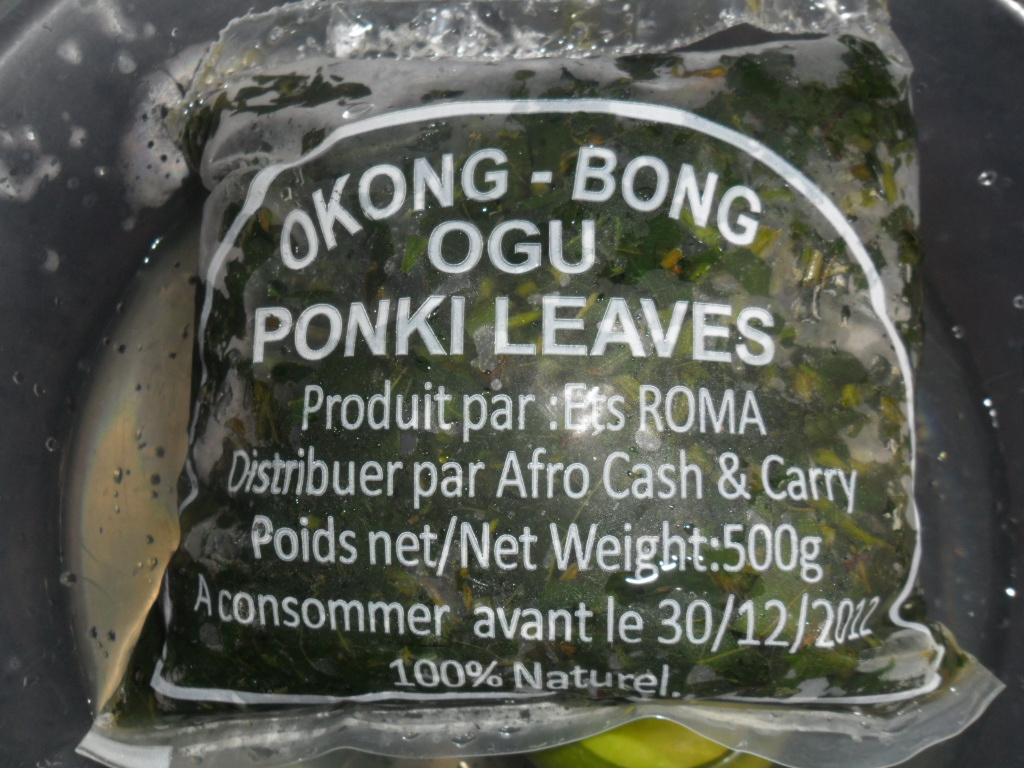 OKONG - BONG
OGU
PONKI LEAVES
Produit par :Ets ROMA
Distribuer par Afro Cash & Carry
Poids net/Net Weight:500g
A consommer avant le 30/12/2012
100% Naturel.